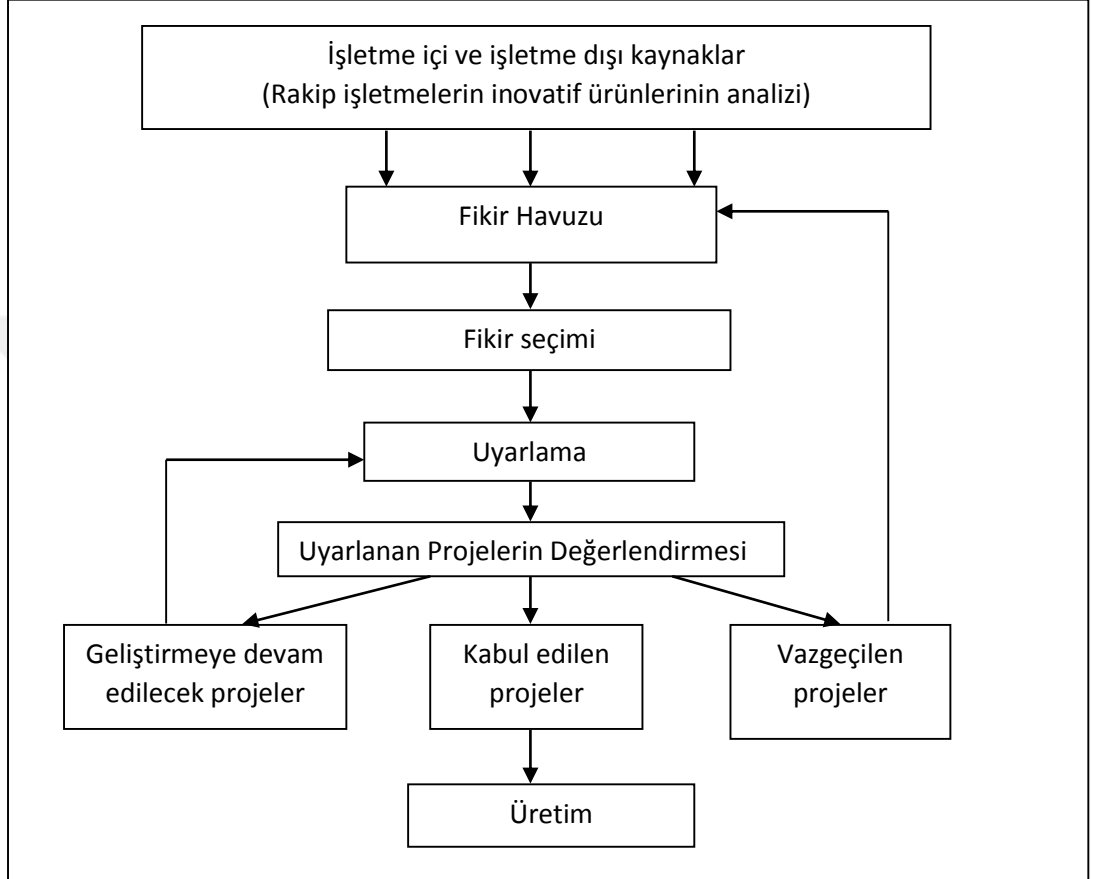 İşletme içi ve işletme dışı kaynaklar
(Rakip işletmelerin inovatif ürünlerinin analizi)
Fikir Havuzu
Fikir seçimi
Uyarlama
Uyarlanan Projelerin Değerlendirmesi
Geliştirmeye devam
edilecek projeler
Kabul edilen
projeler
Vazgeçilen
projeler
Üretim